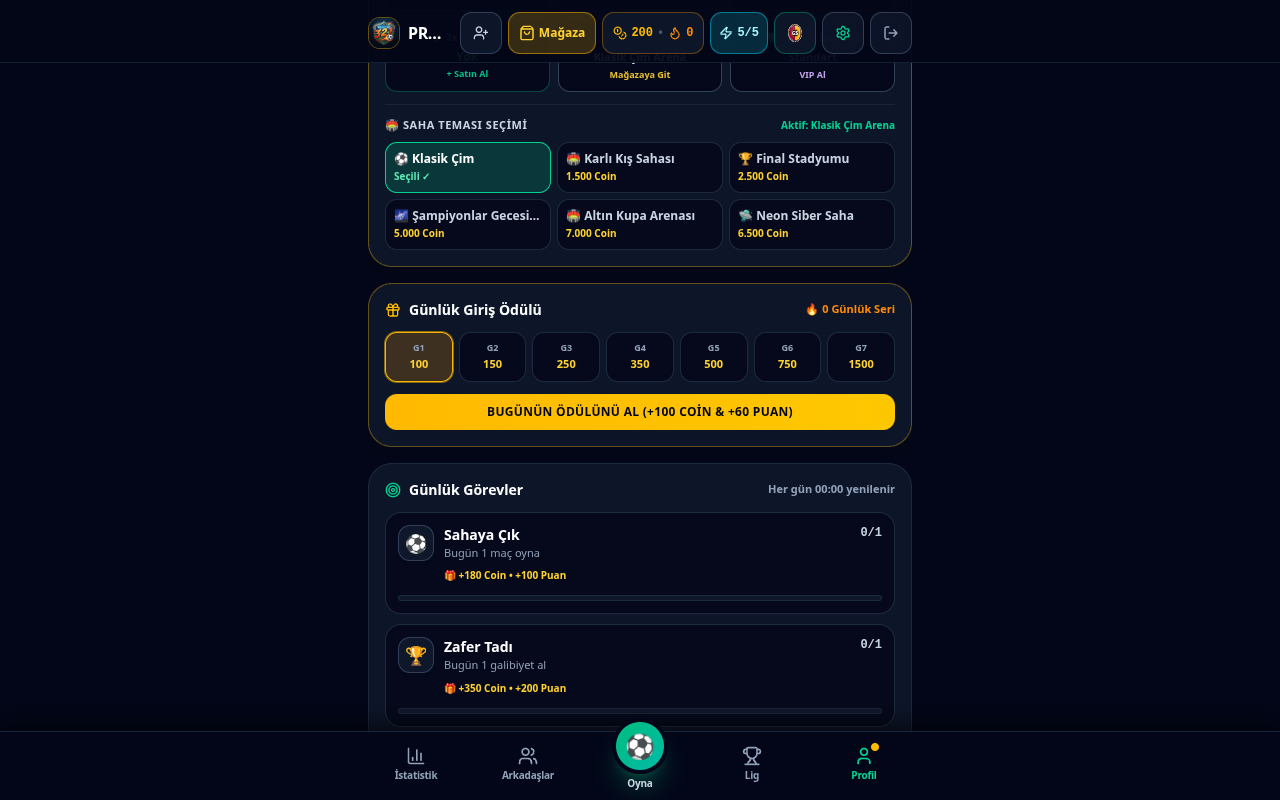 PR...
Mağaza
200 • 0
5/5
+ Satın Al
Mağazaya Git
VIP Al
SAHA TEMASI SEÇİMİ
Aktif: Klasik Çim Arena
Klasik Çim
Seçili ✓
Karlı Kış Sahası
1.500 Coin
Final Stadyumu
2.500 Coin
Şampiyonlar Gecesi...
5.000 Coin
Altın Kupa Arenası
7.000 Coin
Neon Siber Saha
6.500 Coin
Günlük Giriş Ödülü
0 Günlük Seri
G1
100
G2
150
G3
250
G4
350
G5
500
G6
750
G7
1500
BUGÜNÜN ÖDÜLÜNÜ AL (+100 COİN & +60 PUAN)
Günlük Görevler
Her gün 00:00 yenilenir
Sahaya Çık
0/1
Bugün 1 maç oyna
+180 Coin • +100 Puan
Zafer Tadı
0/1
Bugün 1 galibiyet al
+350 Coin • +200 Puan
İstatistik
Arkadaşlar
Oyna
Lig
Profil